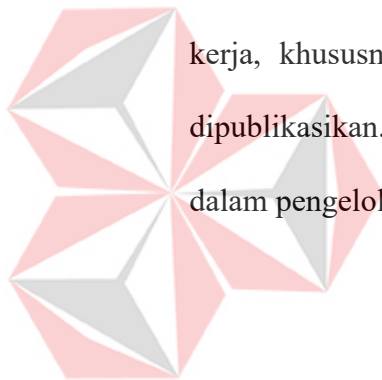 kerja, khususn
dipublikasikan.
dalam pengelol